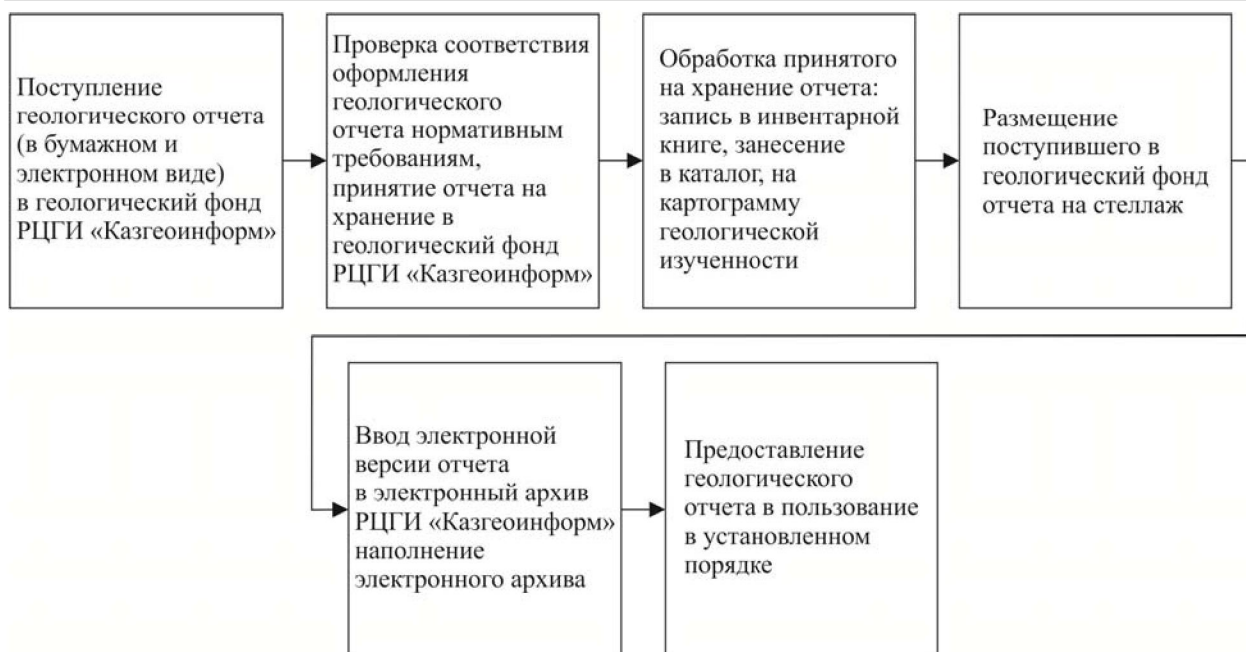 Поступление
геологического отчета
(в бумажном и
электронном виде)
в геологический фонд
РЦГИ «Казгеоинформ»
Проверка соответствия
оформления
геологического
отчета нормативным
требованиям,
принятие отчета на
хранение в
геологический фонд
РЦГИ «Казгеоинформ»
Обработка принятого
на хранение отчета:
запись в инвентарной
книге, занесение
в каталог, на
картограмму
геологической
изученности
Размещение
поступившего в
геологический фонд
отчета на стеллаж
Ввод электронной
версии отчета
в электронный архив
РЦГИ «Казгеоинформ»
наполнение
электронного архива
Предоставление
геологического
отчета в пользование
в установленном
порядке